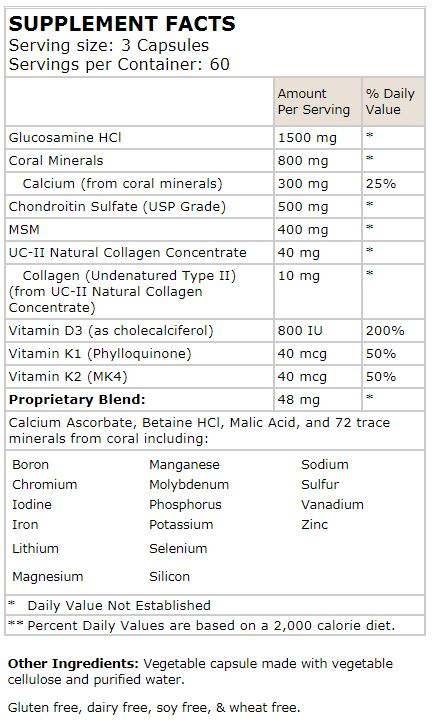 SUPPLEMENT FACTS
Serving size: 3 Capsules
Servings per Container: 60
Amount Per Serving % Daily Value
Glucosamine HCl 1500 mg *
Coral Minerals 800 mg *
Calcium (from coral minerals) 300 mg 25%
Chondroitin Sulfate (USP Grade) 500 mg *
MSM 400 mg *
UC-II Natural Collagen Concentrate 40 mg *
Collagen (Undenatured Type II) 10 mg *
(from UC-II Natural Collagen
Concentrate)
Vitamin D3 (as cholecalciferol) 800 IU 200%
Vitamin K1 (Phylloquinone) 40 mcg 50%
Vitamin K2 (MK4) 40 mcg 50%
Proprietary Blend: 48 mg *
Calcium Ascorbate, Betaine HCl, Malic Acid, and 72 trace
minerals from coral including:
Boron Manganese Sodium
Chromium Molybdenum Sulfur
Iodine Phosphorus Vanadium
Iron Potassium Zinc
Lithium Selenium
Magnesium Silicon
* Daily Value Not Established
** Percent Daily Values are based on a 2,000 calorie diet.
Other Ingredients: Vegetable capsule made with vegetable
cellulose and purified water.
Gluten free, dairy free, soy free, & wheat free.